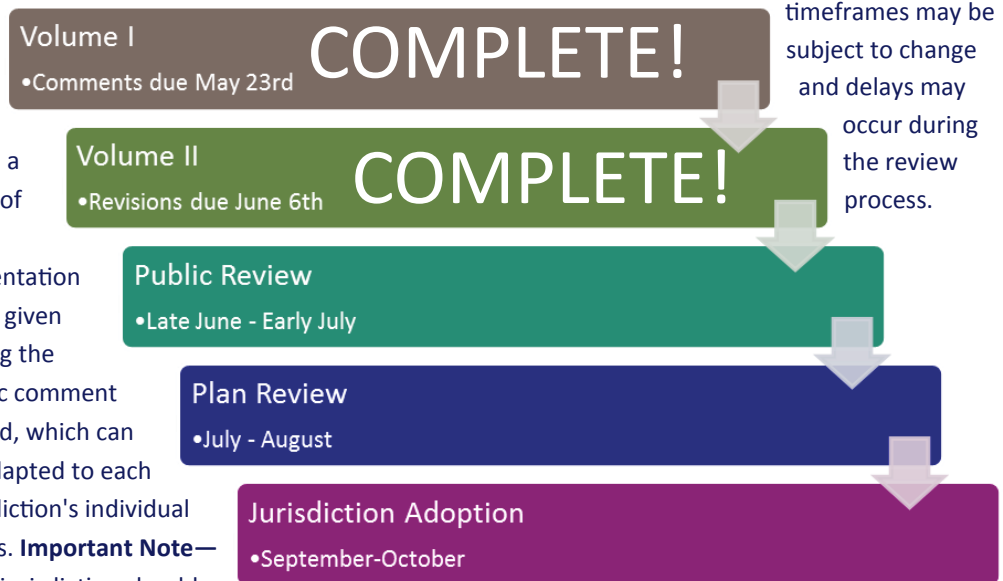 Volume I
COMPLETE!
•Comments due May 23rd
Volume II
COMPLETE!
•Revisions due June 6th
Public Review
•Late June - Early July
Plan Review
•July - August
Jurisdiction Adoption
•September-October
timeframes may be
subject to change
and delays may
occur during
the review
process.
a
of
entation
given
g the
c comment
d, which can
dapted to each
diction's individual
s. Important Note—